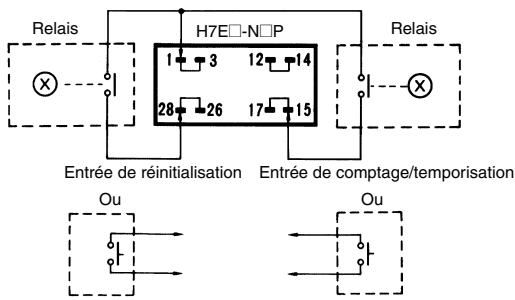 Relais
H7E□-N□P
Relais
1 3 12 14
X
X
28 26 17 15
Entrée de réinitialisation
Entrée de comptage/temporisation
Ou
Ou